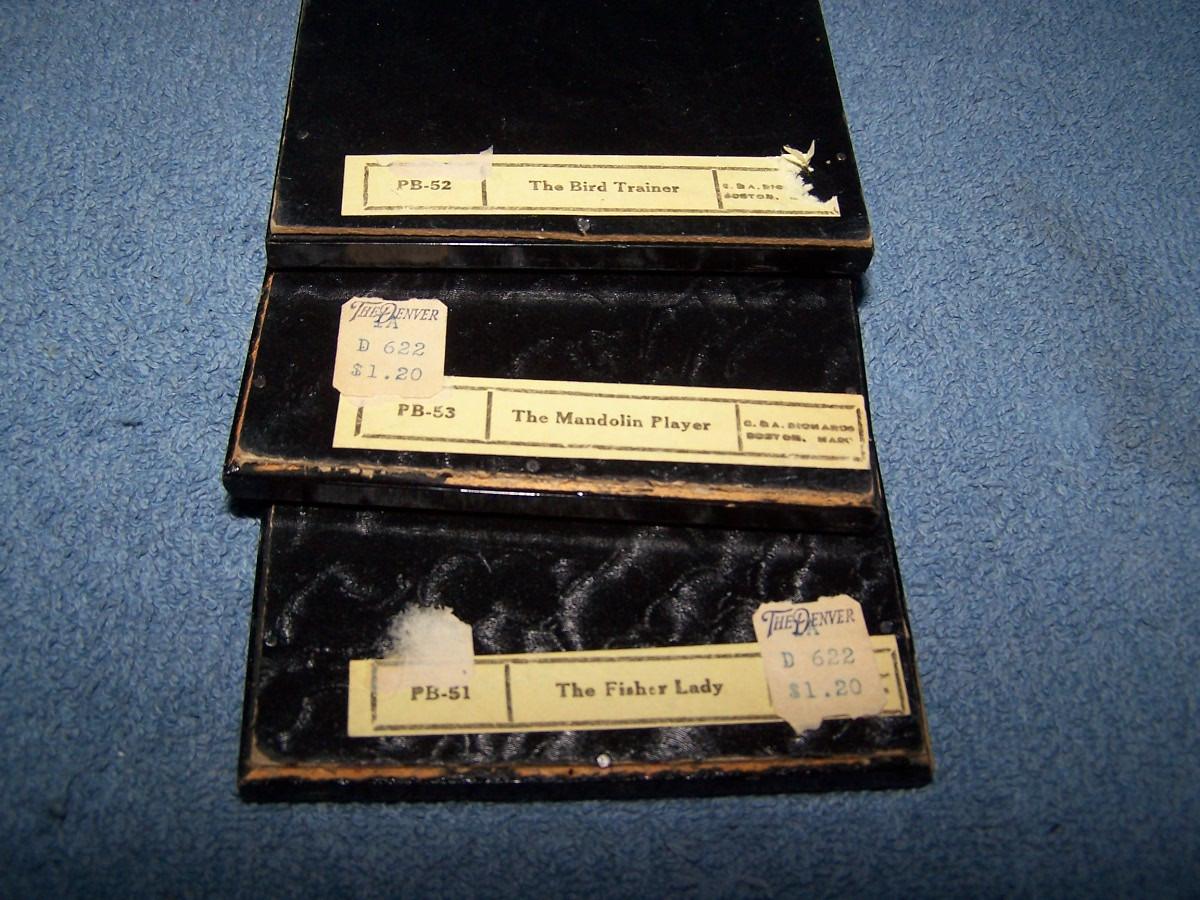 PB-52 The Bird Trainer
BOSTON,
THE DENVER
D 622
$1.20
PB-53 The Mandolin Player C. & A. RICHARDS
BOSTON, MASS
THE DENVER
D 622
$1.20
PB-51 The Fisher Lady